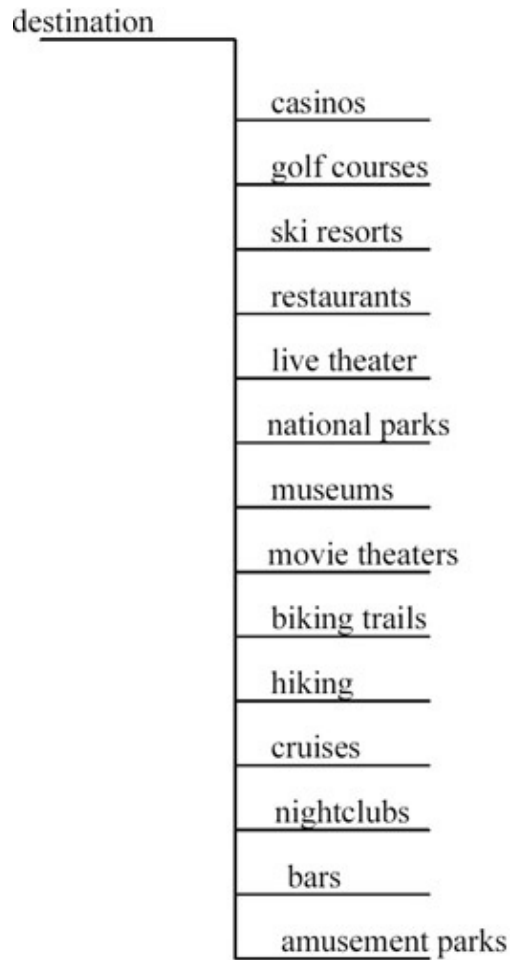 destination
casinos
golf courses
ski resorts
restaurants
live theater
national parks
museums
movie theaters
biking trails
hiking
cruises
nightclubs
bars
amusement parks